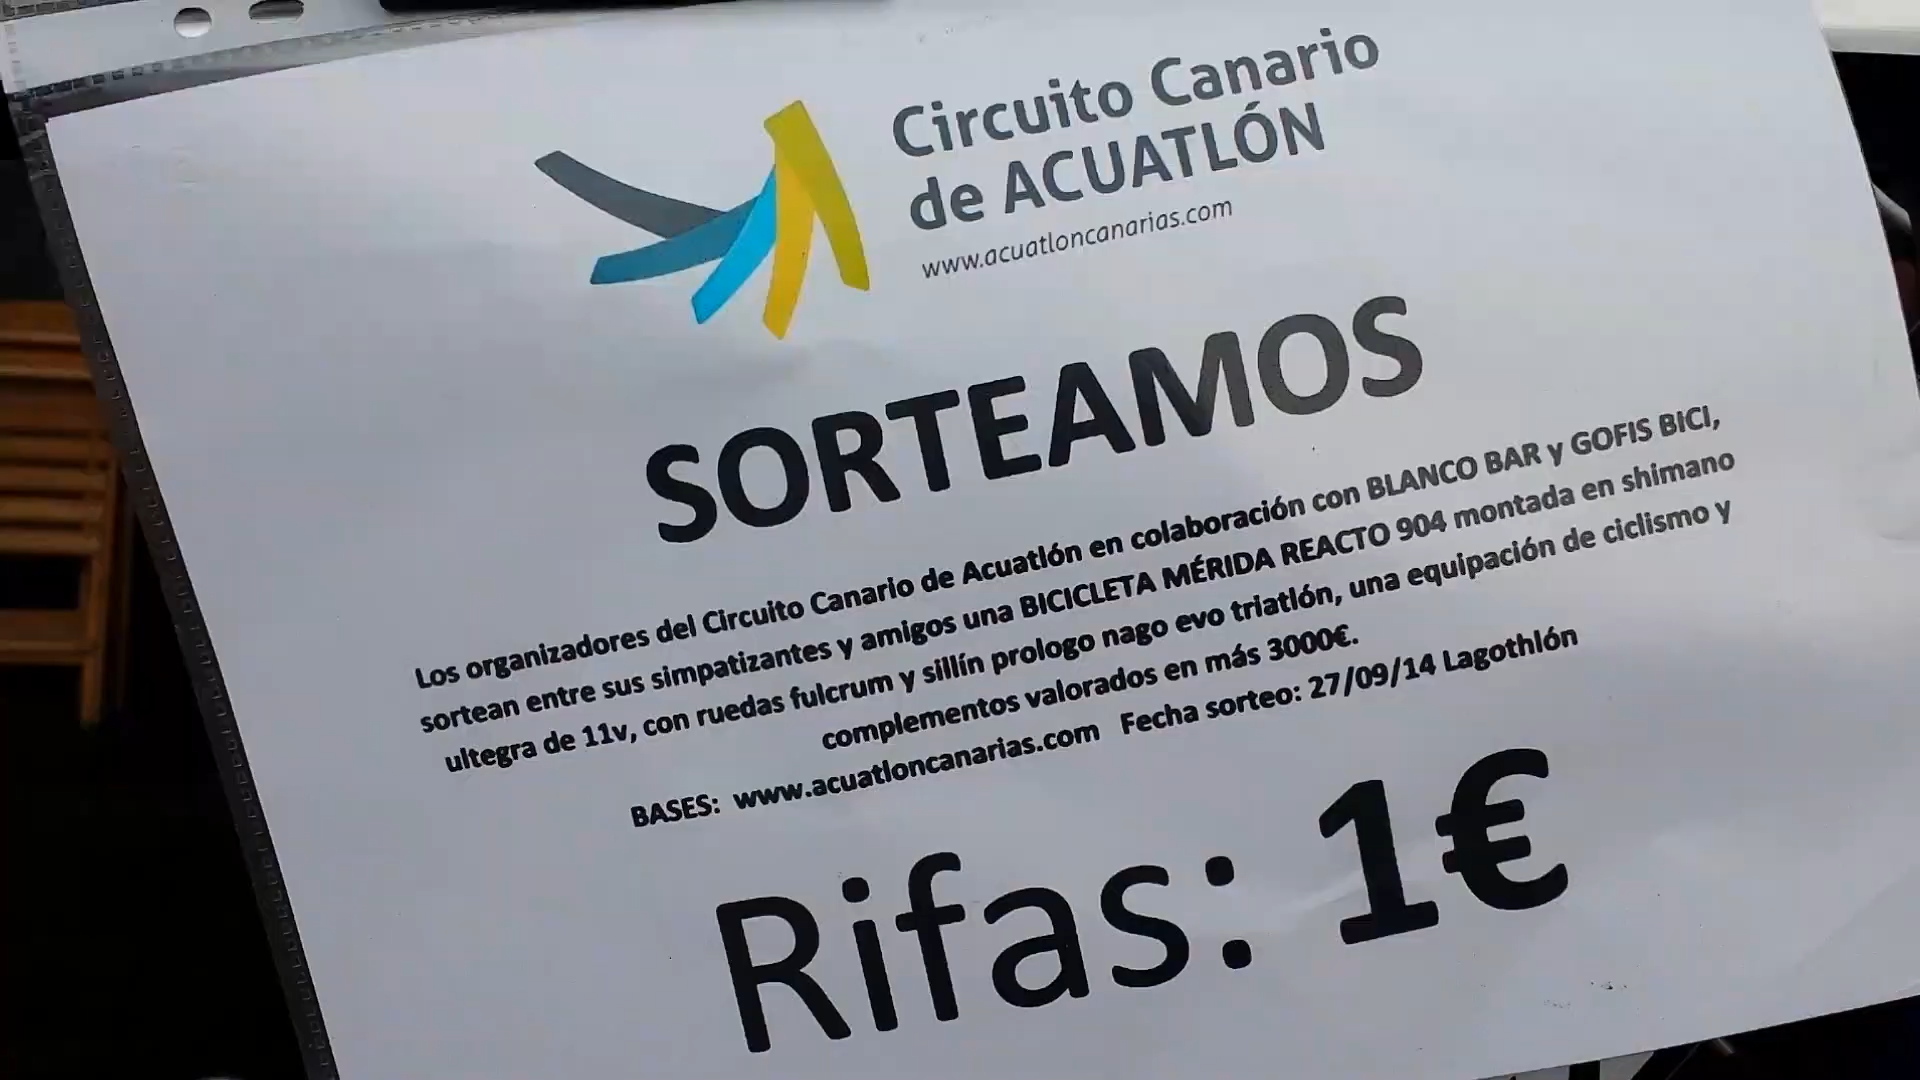 Circuito Canario
de ACUATLÓN
www.acuatloncanarias.com
SORTEAMOS
Los organizadores del Circuito Canario de Acuatlón en colaboración con BLANCO BAR y GOFIS BICI,
sortean entre sus simpatizantes y amigos una BICICLETA MÉRIDA REACTO 904 montada en shimano
ultegra de 11v, con ruedas fulcrum y sillín prologo nago evo triatlón, una equipación de ciclismo y
complementos valorados en más 3000€.
BASES: www.acuatloncanarias.com Fecha sorteo: 27/09/14 Lagothlón
Rifas: 1€